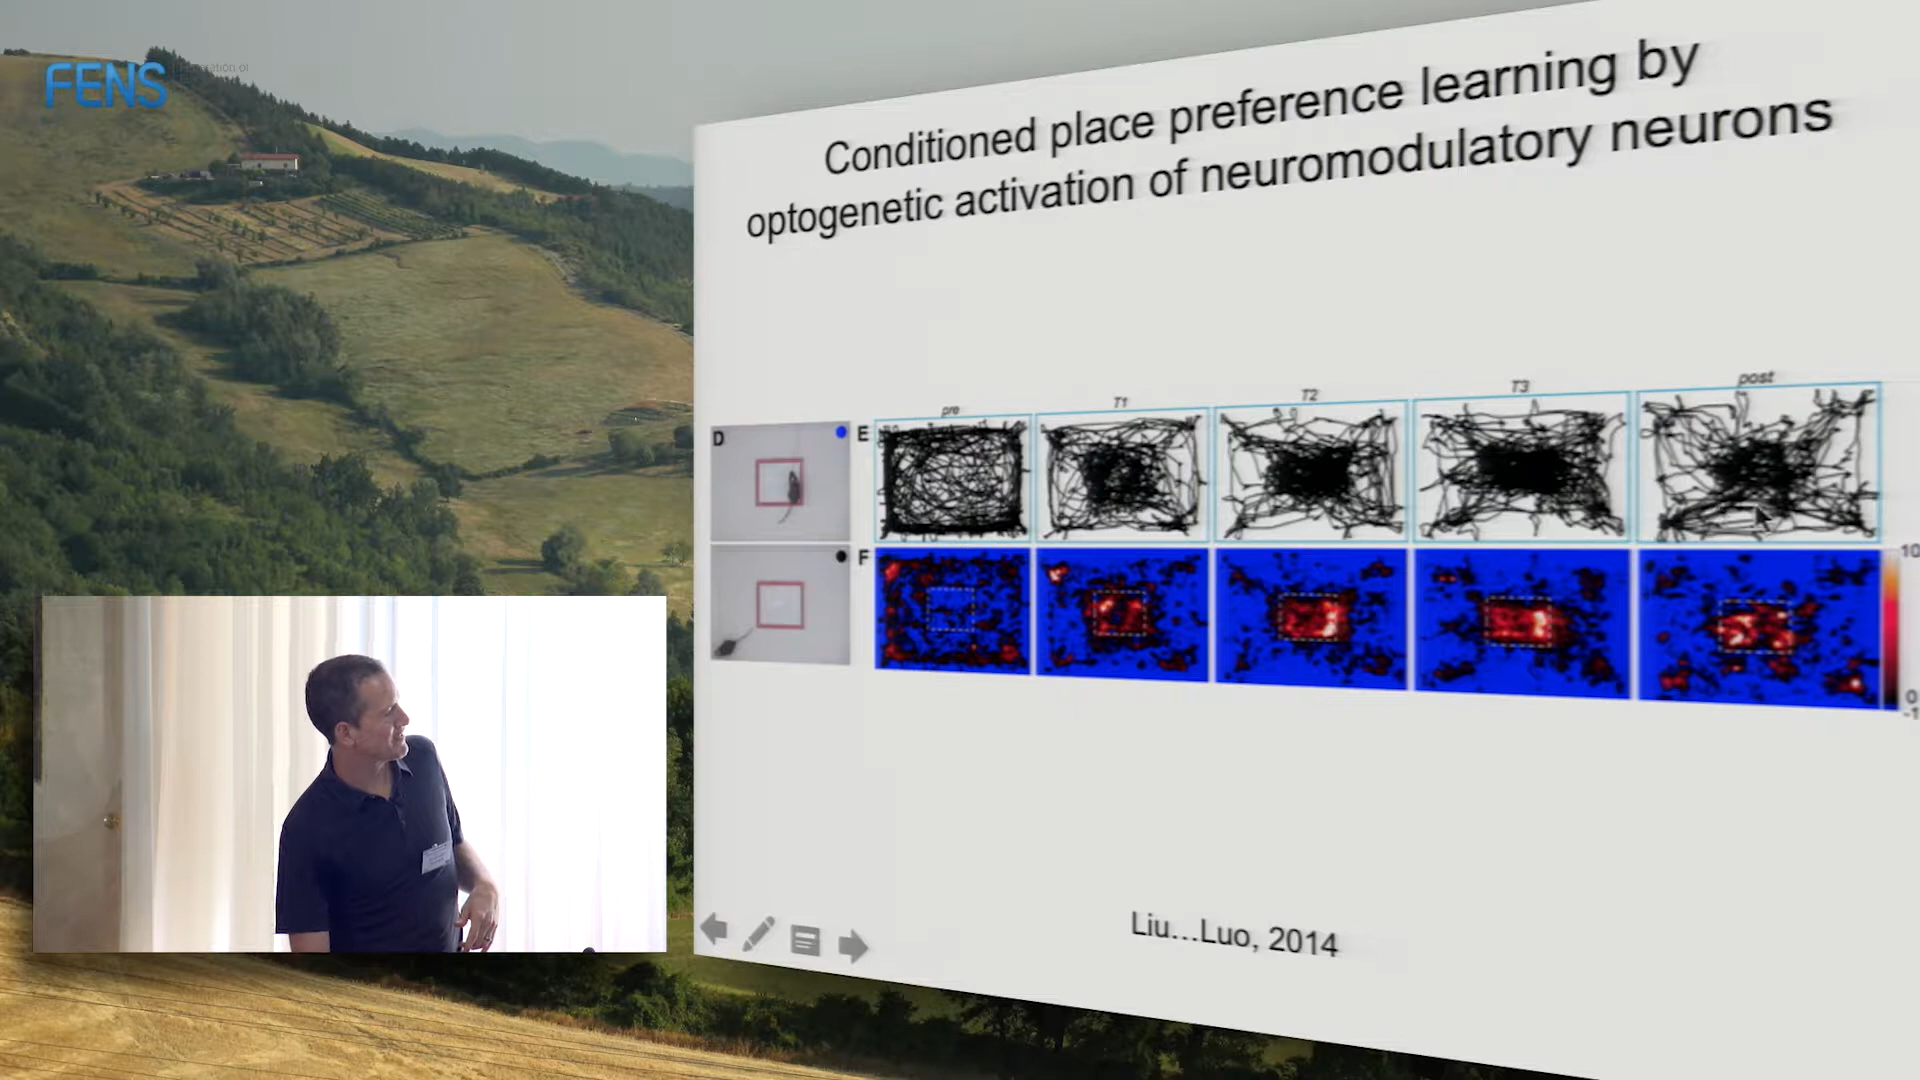 FENS
Conditioned place preference learning by
optogenetic activation of neuromodulatory neurons
pre
T1
T2
T3
post
D
E
F
10
0
-1
Liu...Luo, 2014